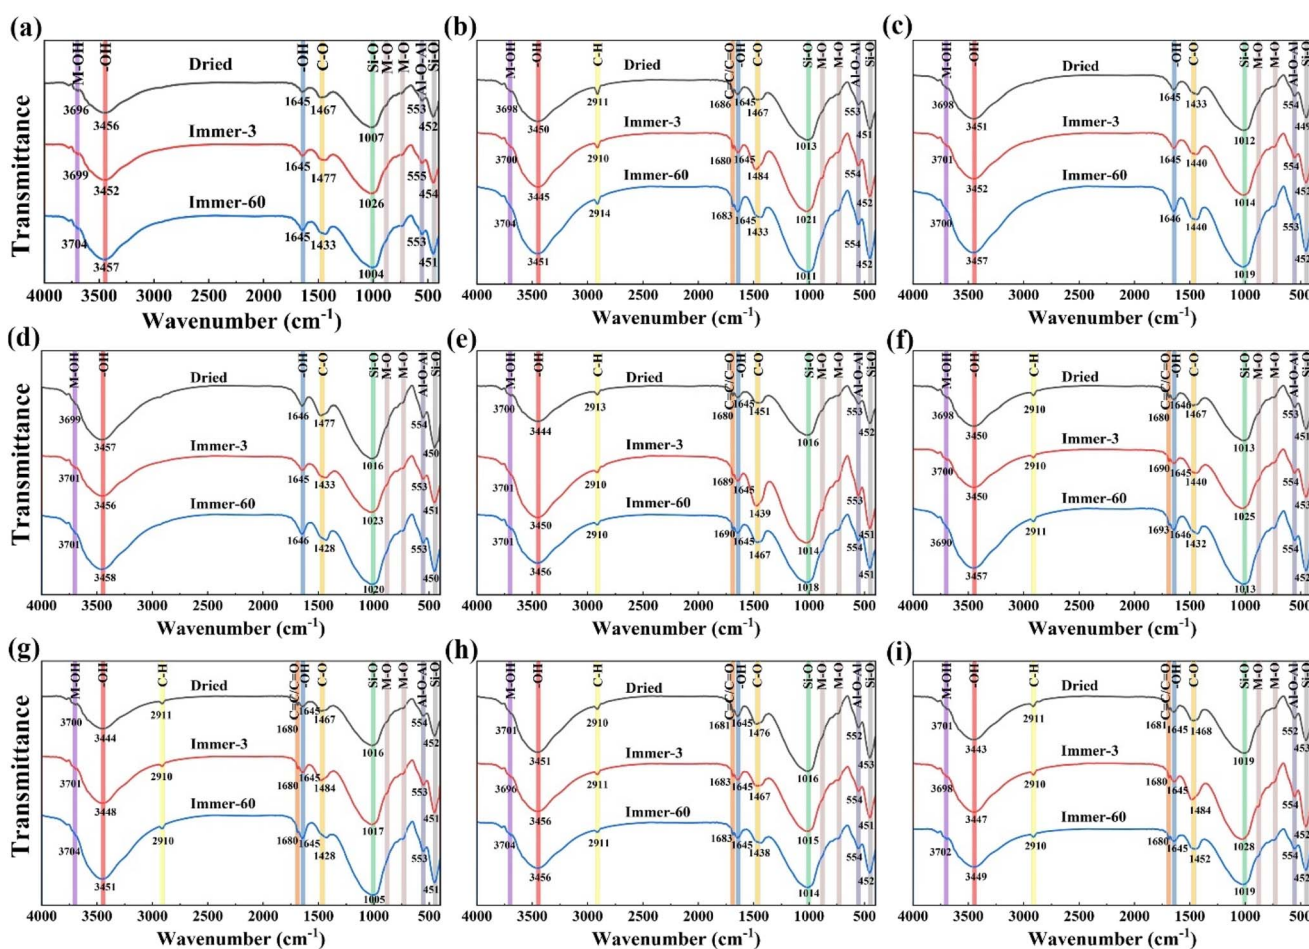 (a)
M-OH
-OH
-OH
C-O
Si-O
M-O
M-O
Al-O-Al
Si-O
Dried
3696
3456
1645
1467
1007
553
452
Immer-3
3699
3452
1645
1477
1026
555
454
Immer-60
3704
3457
1645
1433
1004
553
451
Transmittance
4000 3500 3000 2500 2000 1500 1000 500
Wavenumber (cm-1)
(b)
M-OH
-OH
C-H
C=C/C=O
-OH
C-O
Si-O
M-O
M-O
Al-O-Al
Si-O
Dried
3698
3450
2911
1686
1645
1467
1013
553
451
Immer-3
3700
3445
2910
1680
1645
1484
1021
554
452
Immer-60
3704
3451
2914
1683
1645
1433
1011
554
452
4000 3500 3000 2500 2000 1500 1000 500
Wavenumber (cm-1)
(c)
M-OH
-OH
-OH
C-O
Si-O
M-O
M-O
Al-O-Al
Si-O
Dried
3698
3451
1645
1433
1012
554
449
Immer-3
3701
3452
1645
1440
1014
554
452
Immer-60
3700
3457
1646
1440
1019
553
452
4000 3500 3000 2500 2000 1500 1000 500
Wavenumber (cm-1)
(d)
M-OH
-OH
-OH
C-O
Si-O
M-O
M-O
Al-O-Al
Si-O
Dried
3699
3457
1646
1477
1016
554
450
Immer-3
3701
3456
1645
1433
1023
553
451
Immer-60
3701
3458
1646
1428
1020
553
450
Transmittance
4000 3500 3000 2500 2000 1500 1000 500
Wavenumber (cm-1)
(e)
M-OH
-OH
C-H
C=C/C=O
-OH
C-O
Si-O
M-O
M-O
Al-O-Al
Si-O
Dried
3700
3444
2913
1680
1645
1451
1016
553
452
Immer-3
3701
3450
2910
1689
1645
1439
1014
553
451
Immer-60
3701
3456
2910
1690
1645
1467
1018
554
451
4000 3500 3000 2500 2000 1500 1000 500
Wavenumber (cm-1)
(f)
M-OH
-OH
C-H
C=C/C=O
-OH
C-O
Si-O
M-O
M-O
Al-O-Al
Si-O
Dried
3698
3450
2910
1680
1640
1467
1013
553
451
Immer-3
3700
3450
2910
1690
1645
1440
1025
554
453
Immer-60
3690
3457
2911
1693
1646
1432
1013
554
452
4000 3500 3000 2500 2000 1500 1000 500
Wavenumber (cm-1)
(g)
M-OH
-OH
C-H
C=C/C=O
-OH
C-O
Si-O
M-O
M-O
Al-O-Al
Si-O
Dried
3700
3444
2911
1680
1645
1467
1016
554
452
Immer-3
3701
3448
2910
1680
1645
1484
1017
553
451
Immer-60
3704
3451
2910
1680
1645
1428
1005
553
451
Transmittance
4000 3500 3000 2500 2000 1500 1000 500
Wavenumber (cm-1)
(h)
M-OH
-OH
C-H
C=C/C=O
-OH
C-O
Si-O
M-O
M-O
Al-O-Al
Si-O
Dried
3701
3451
2910
1681
1645
1476
1016
552
453
Immer-3
3696
3456
2911
1683
1645
1467
1015
554
451
Immer-60
3704
3456
2911
1683
1645
1438
1014
554
452
4000 3500 3000 2500 2000 1500 1000 500
Wavenumber (cm-1)
(i)
M-OH
-OH
C-H
C=C/C=O
-OH
C-O
Si-O
M-O
M-O
Al-O-Al
Si-O
Dried
3701
3443
2911
1681
1645
1468
1019
552
453
Immer-3
3698
3447
2910
1680
1645
1484
1028
554
452
Immer-60
3702
3449
2910
1680
1645
1452
1019
554
452
4000 3500 3000 2500 2000 1500 1000 500
Wavenumber (cm-1)